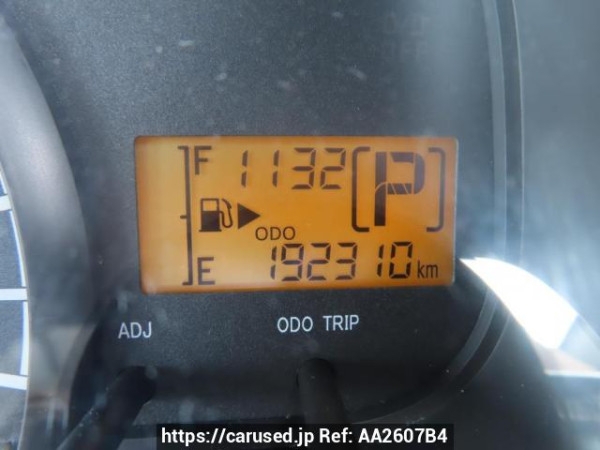 F 1132 [P]
ODO
E 192310 km
ADJ ODO TRIP
https://carused.jp Ref: AA2607B4